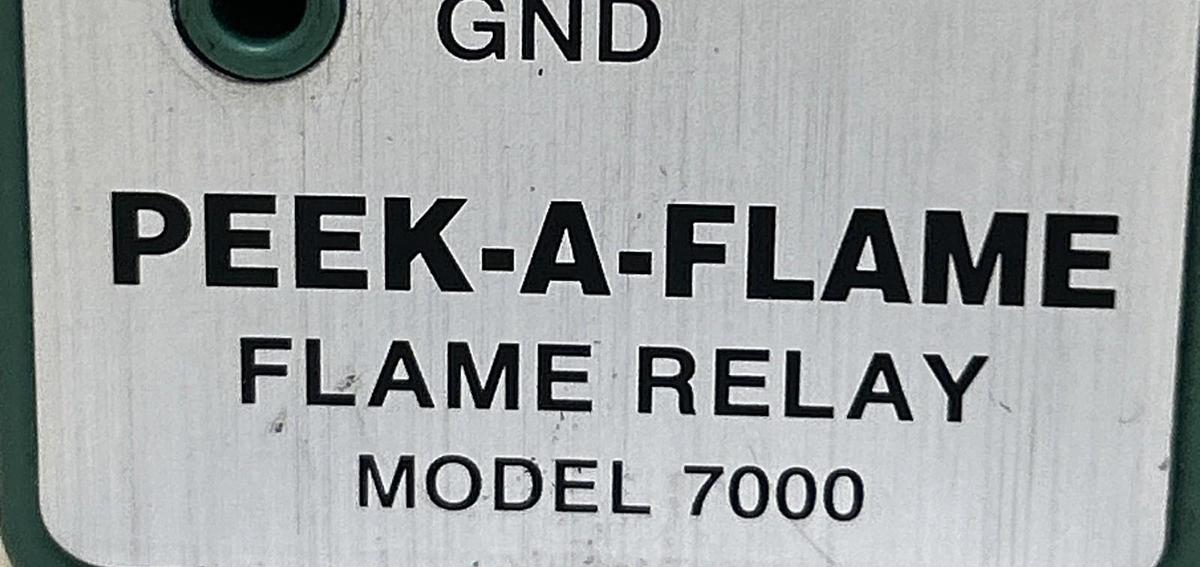 GND
PEEK-A-FLAME
FLAME RELAY
MODEL 7000